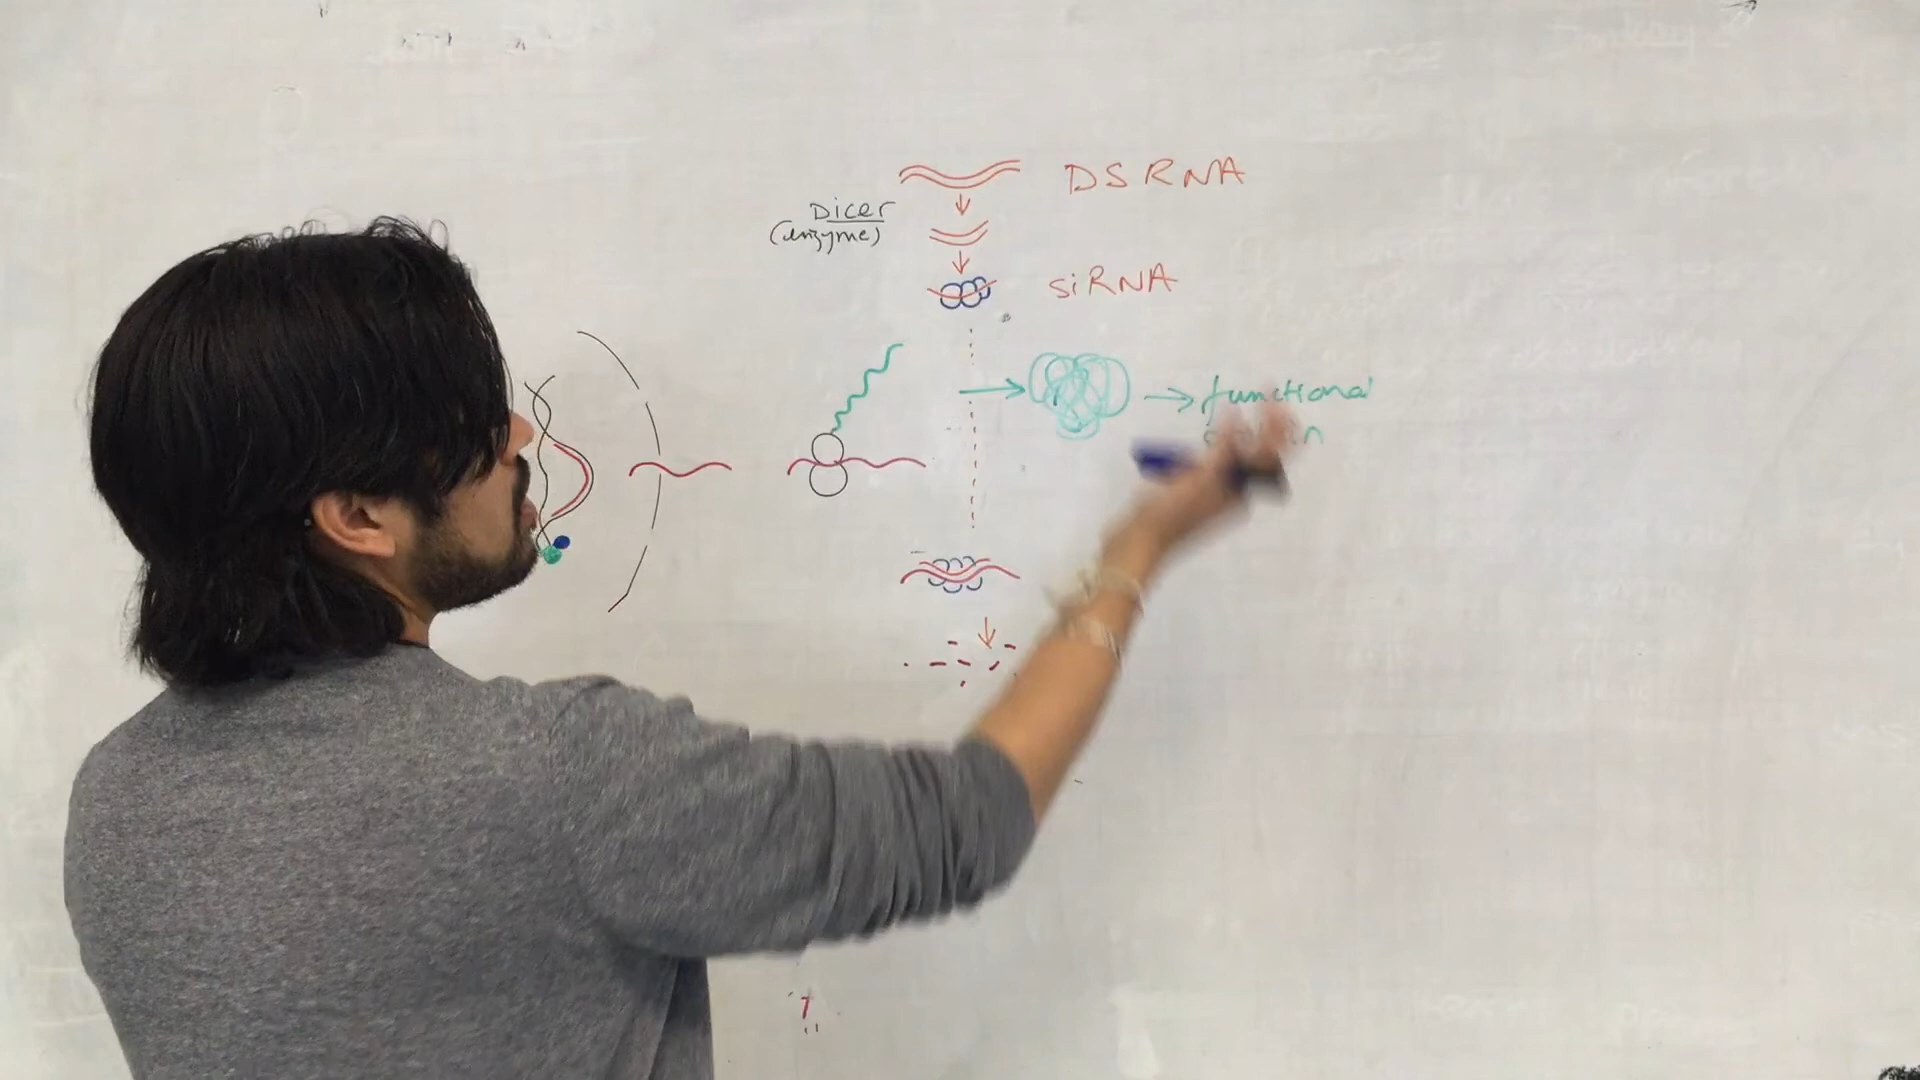 DSRNA
Dicer
(enzyme)
siRNA
functional